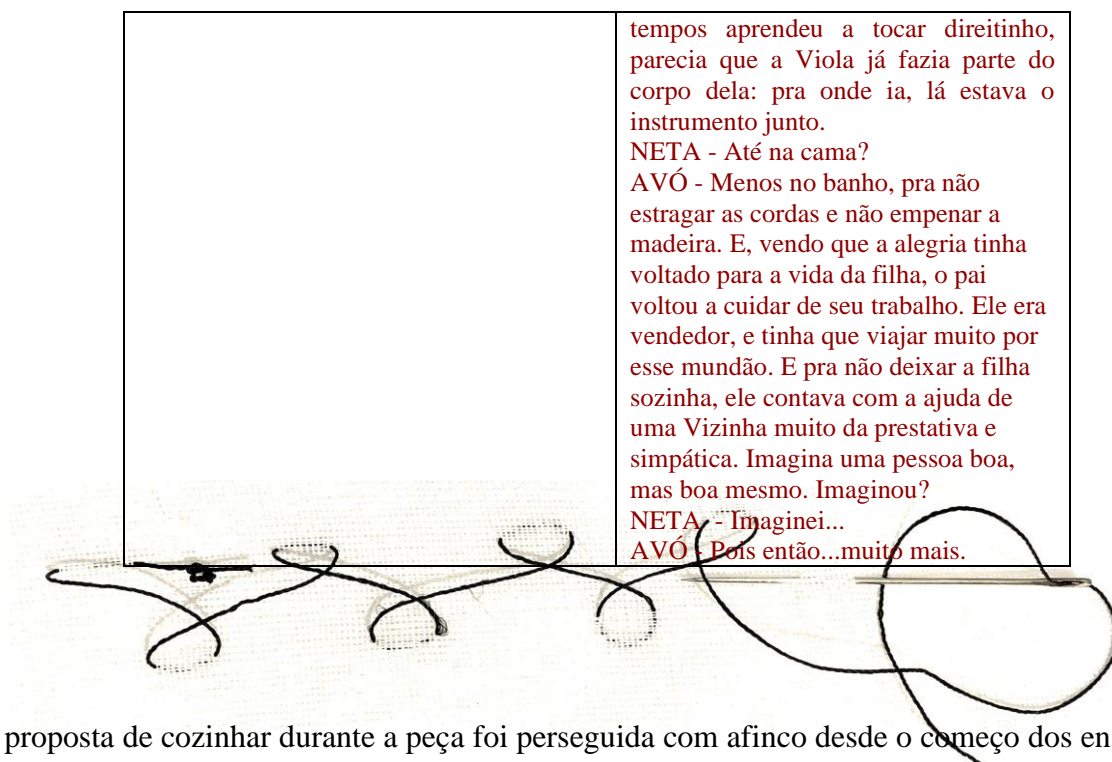 tempos aprendeu a tocar direitinho,
parecia que a Viola já fazia parte do
corpo dela: pra onde ia, lá estava o
instrumento junto.
NETA - Até na cama?
AVÓ - Menos no banho, pra não
estragar as cordas e não empenar a
madeira. E, vendo que a alegria tinha
voltado para a vida da filha, o pai
voltou a cuidar de seu trabalho. Ele era
vendedor, e tinha que viajar muito por
esse mundão. E pra não deixar a filha
sozinha, ele contava com a ajuda de
uma Vizinha muito da prestativa e
simpática. Imagina uma pessoa boa,
mas boa mesmo. Imaginou?
NETA - Imaginei...
AVÓ - Pois então...muito mais.
proposta de cozinhar durante a peça foi perseguida com afinco desde o começo dos en